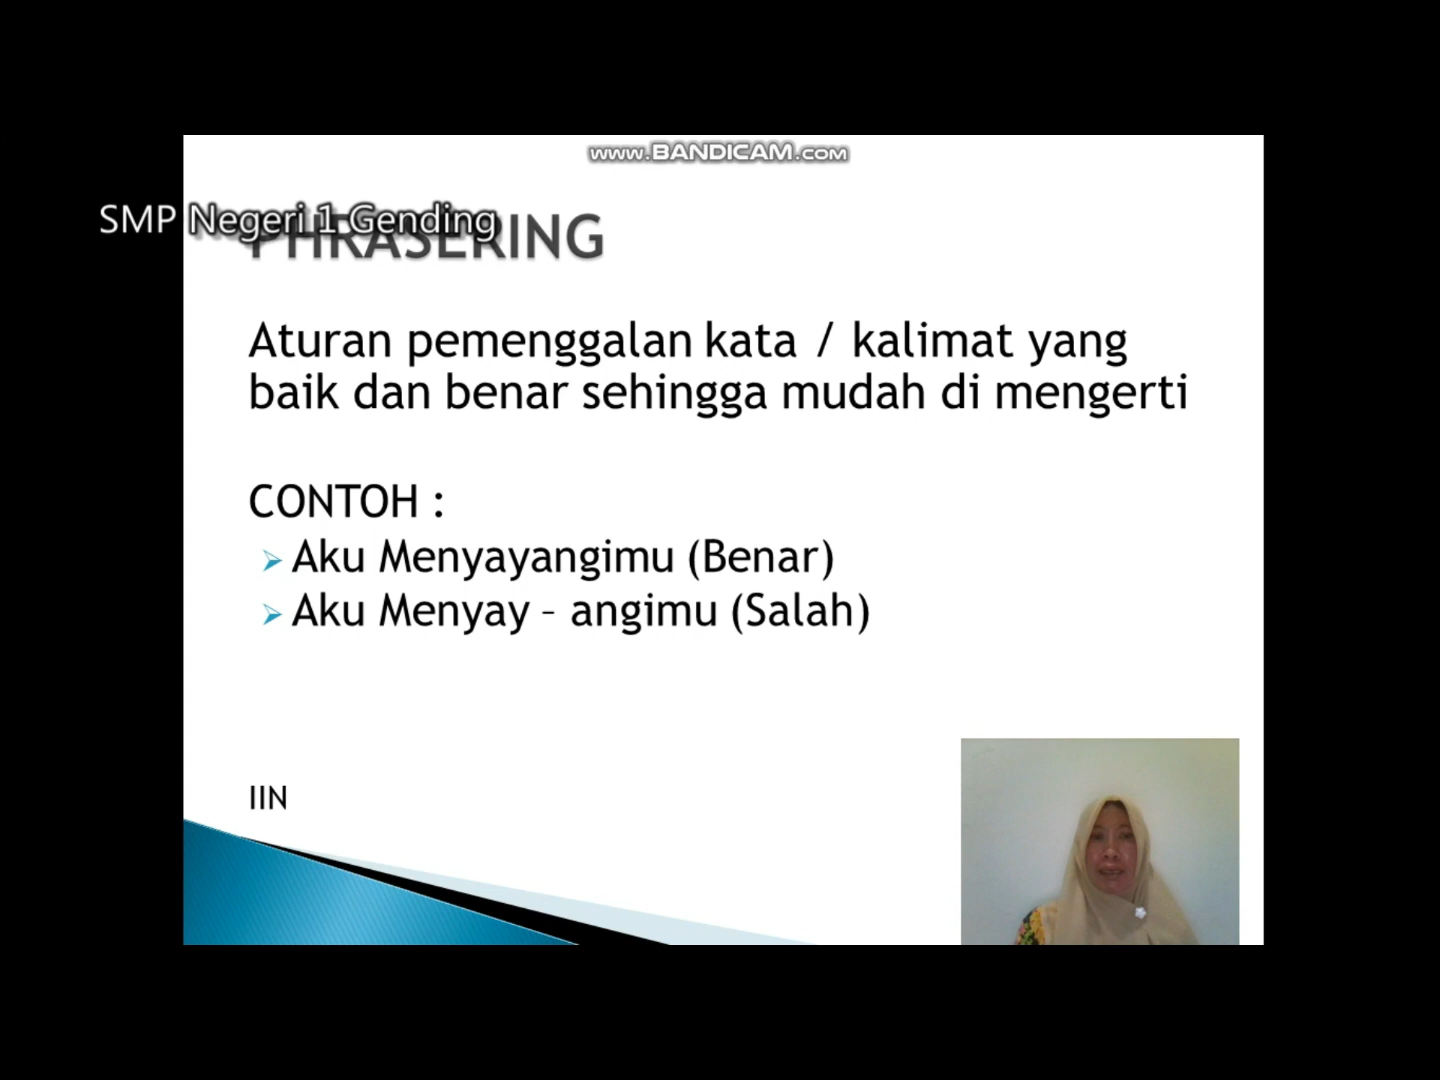 www.BANDICAM.com
SMP Negeri 1 Gending
PHRASERING
Aturan pemenggalan kata / kalimat yang
baik dan benar sehingga mudah di mengerti
CONTOH :
Aku Menyayangimu (Benar)
Aku Menyay – angimu (Salah)
IIN